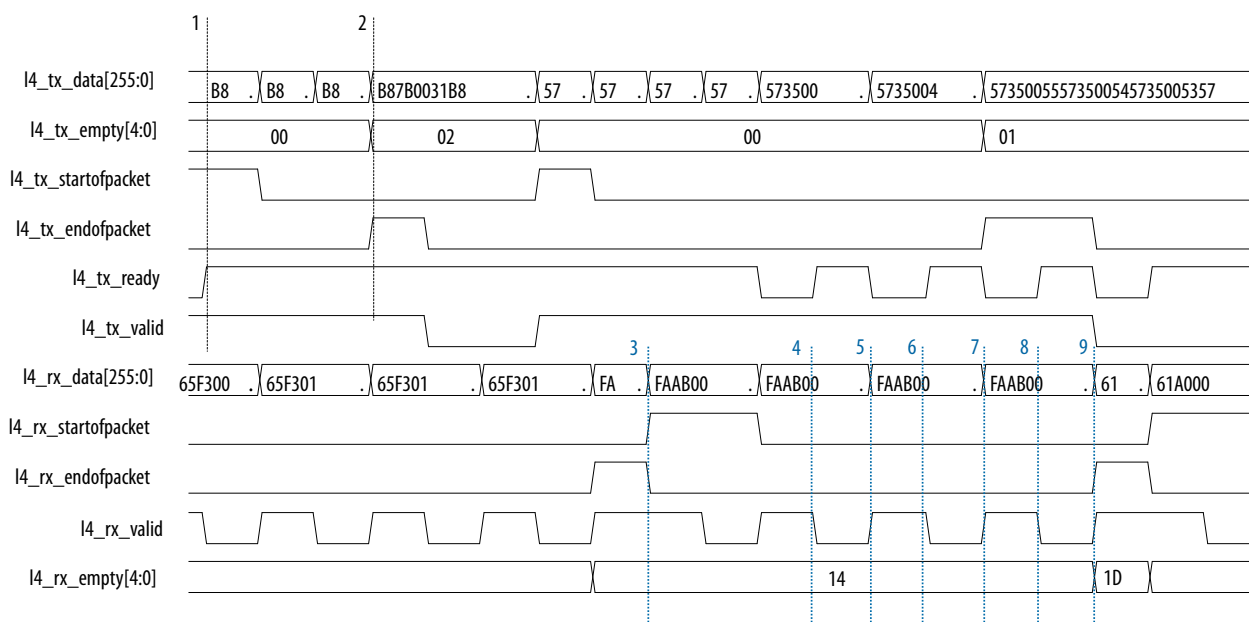 1 2
l4_tx_data[255:0] B8 . B8 . B8 . B87B0031B8 . 57 . 57 . 57 . 57 . 573500 . 5735004 . 57350055573500545735005357
l4_tx_empty[4:0] 00 02 00 01
l4_tx_startofpacket
l4_tx_endofpacket
l4_tx_ready
l4_tx_valid
3 4 5 6 7 8 9
l4_rx_data[255:0] 65F300 . 65F301 . 65F301 . 65F301 . FA . FAAB00 . FAAB00 . FAAB00 . FAAB00 . 61 . 61A000
l4_rx_startofpacket
l4_rx_endofpacket
l4_rx_valid
l4_rx_empty[4:0] 14 1D